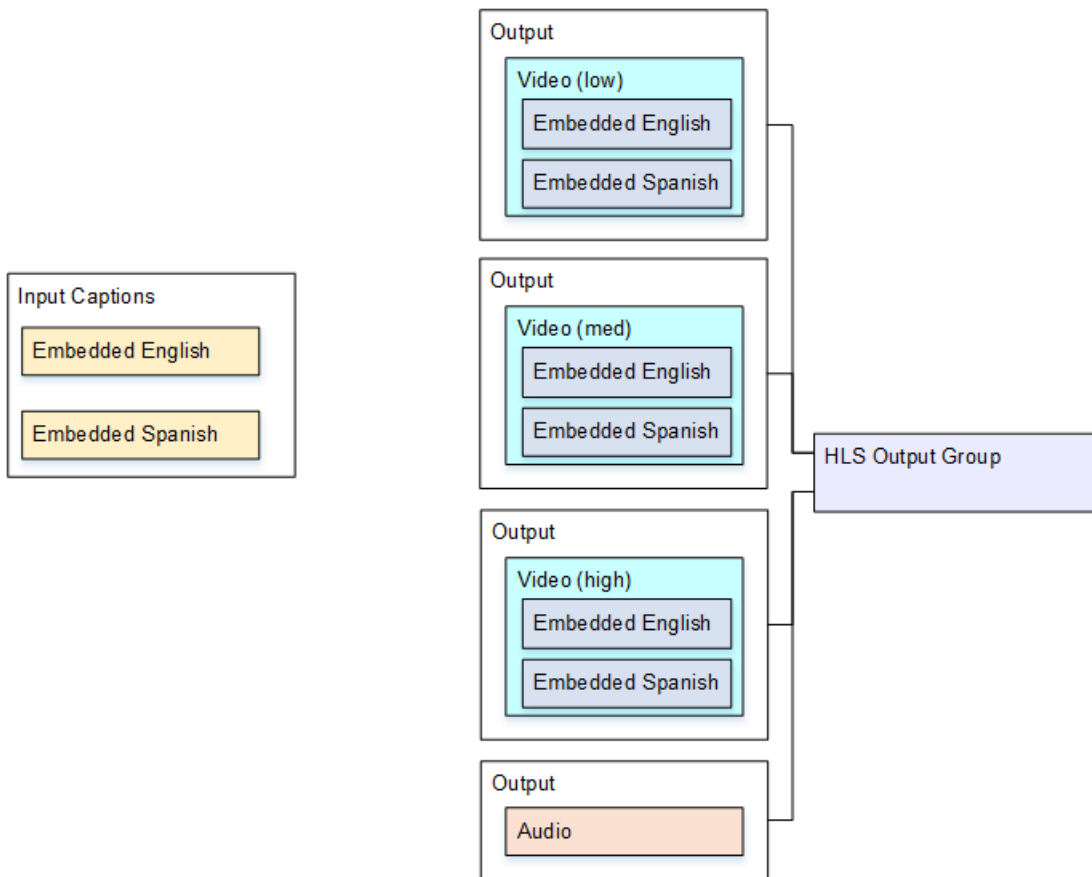 Input Captions
Embedded English
Embedded Spanish
Output
Video (low)
Embedded English
Embedded Spanish
Output
Video (med)
Embedded English
Embedded Spanish
Output
Video (high)
Embedded English
Embedded Spanish
Output
Audio
HLS Output Group